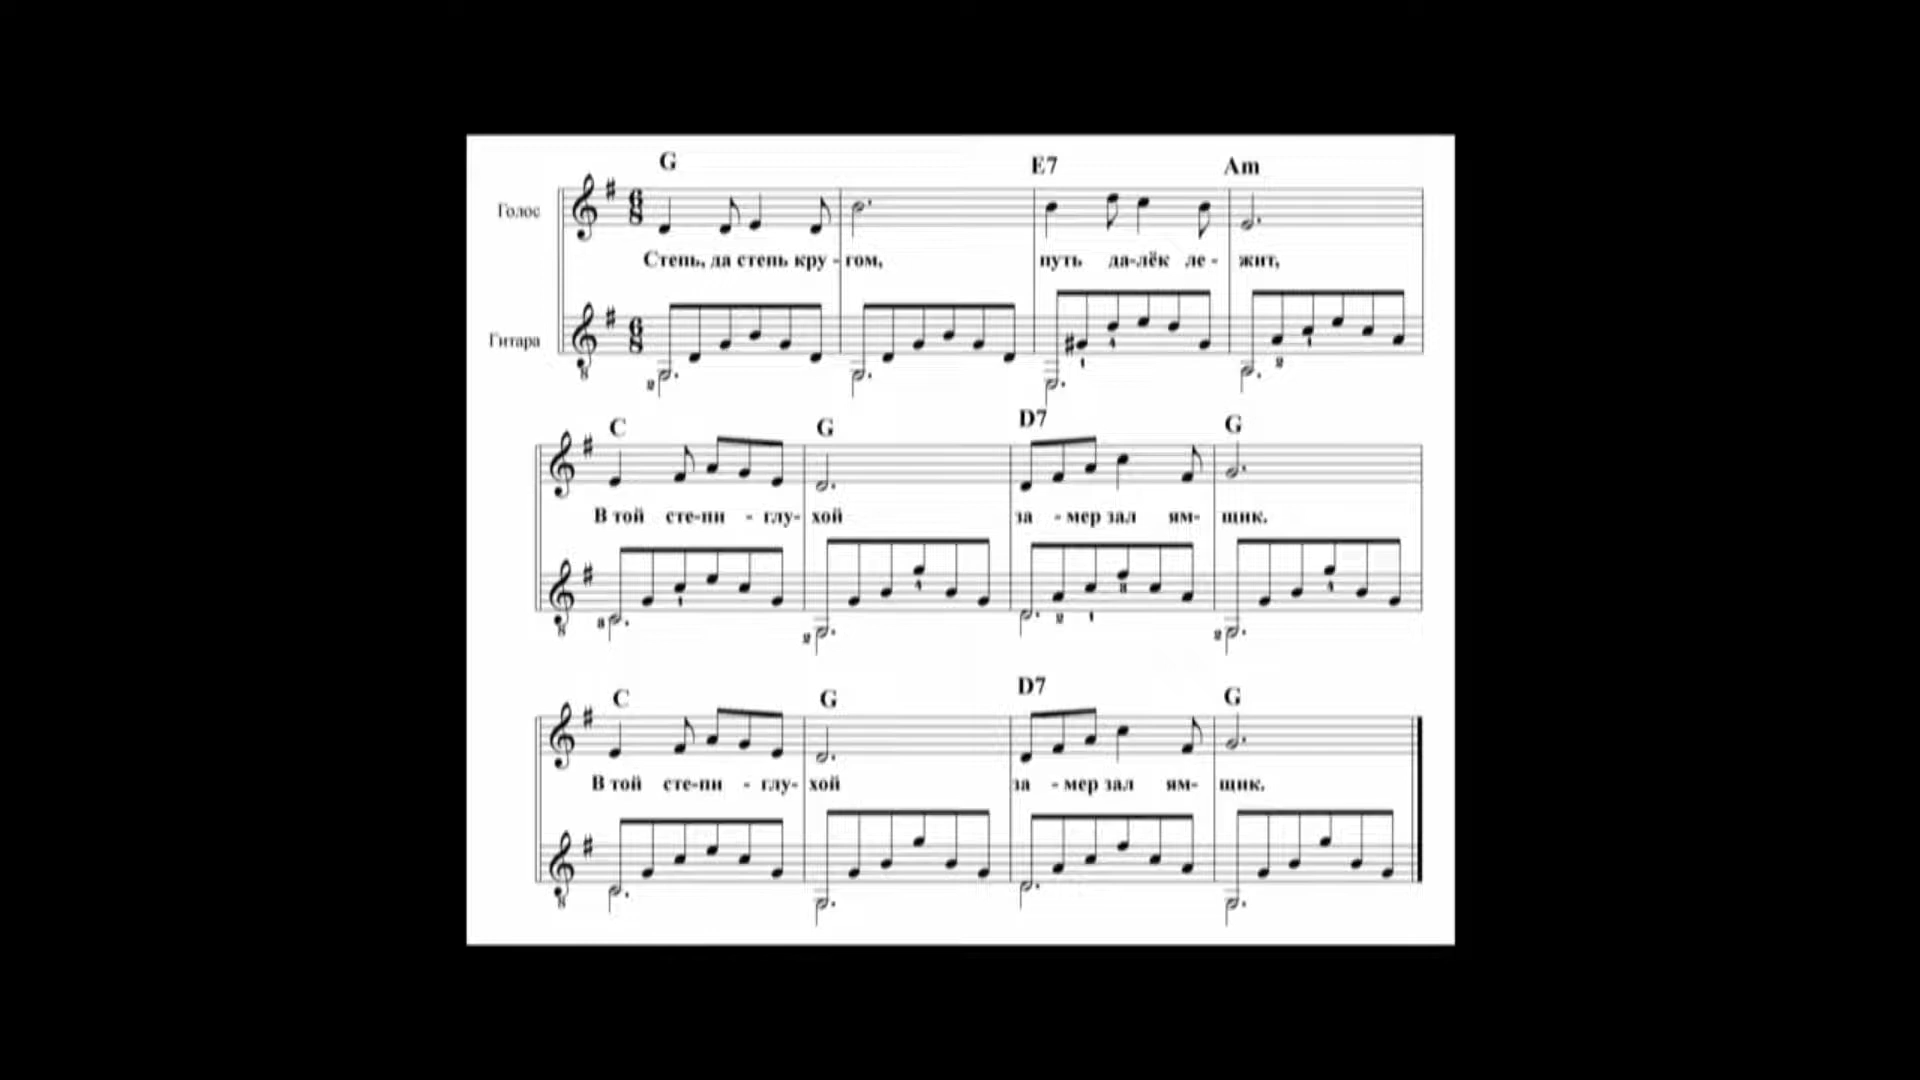 G E7 Am
Голос
Степь, да степь кру - гом, путь да-лёк ле - жит,
Гитара
C G D7 G
В той сте-пи - глу- хой за - мер зал ям- щик.
C G D7 G
В той сте-пи - глу- хой за - мер зал ям- щик.